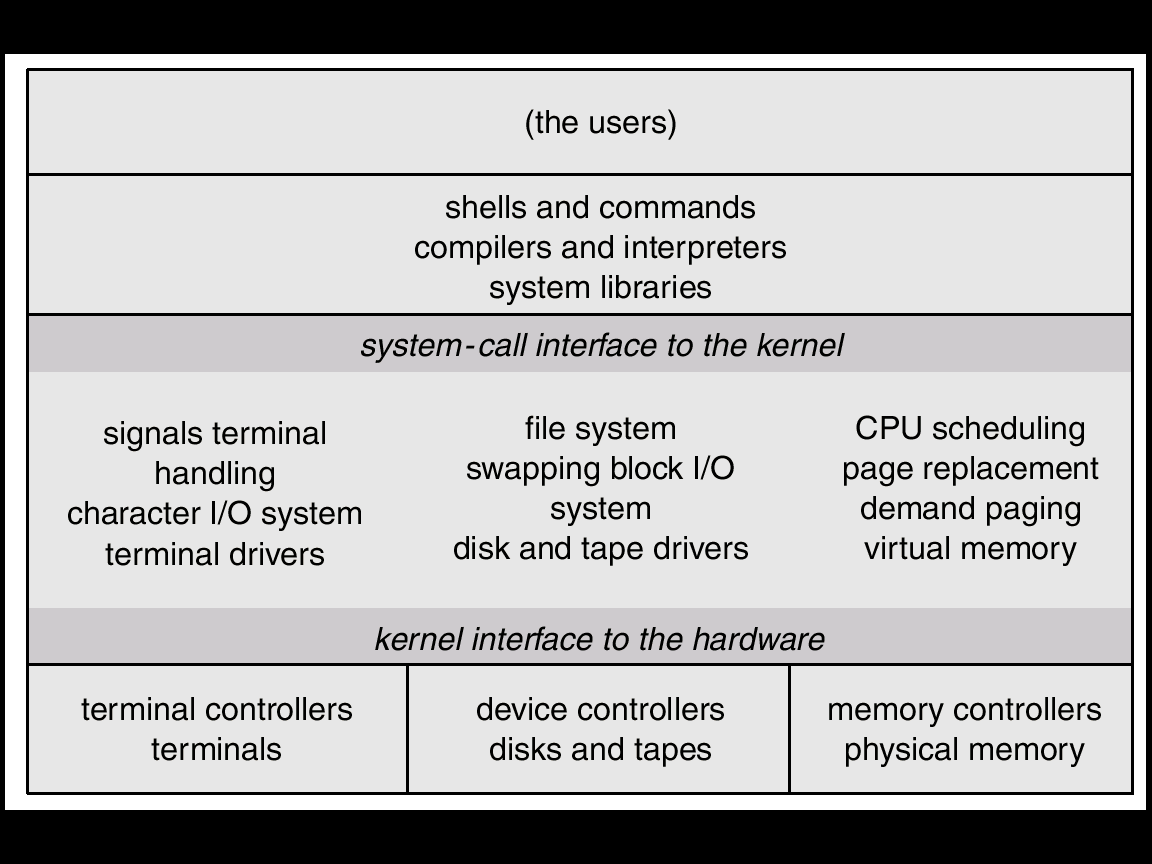 (the users)
shells and commands
compilers and interpreters
system libraries
system-call interface to the kernel
signals terminal
handling
character I/O system
terminal drivers
file system
swapping block I/O
system
disk and tape drivers
CPU scheduling
page replacement
demand paging
virtual memory
kernel interface to the hardware
terminal controllers
terminals
device controllers
disks and tapes
memory controllers
physical memory